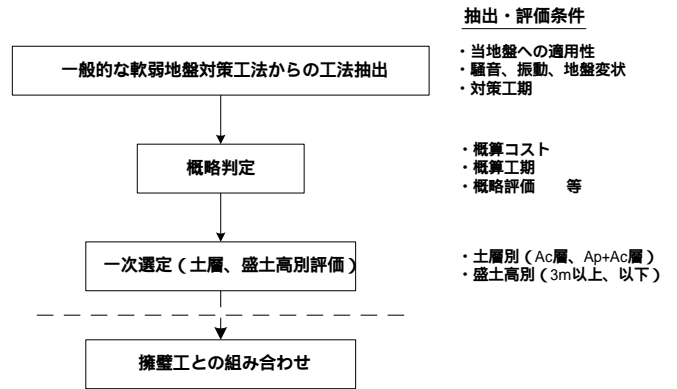 抽出・評価条件
一般的な軟弱地盤対策工法からの工法抽出
・当地盤への適用性
・騒音、振動、地盤変状
・対策工期
概略判定
・概算コスト
・概算工期
・概略評価　　等
一次選定（土層、盛土高別評価）
・土層別（Ac層、Ap+Ac層）
・盛土高別（3m以上、以下）
擁壁工との組み合わせ